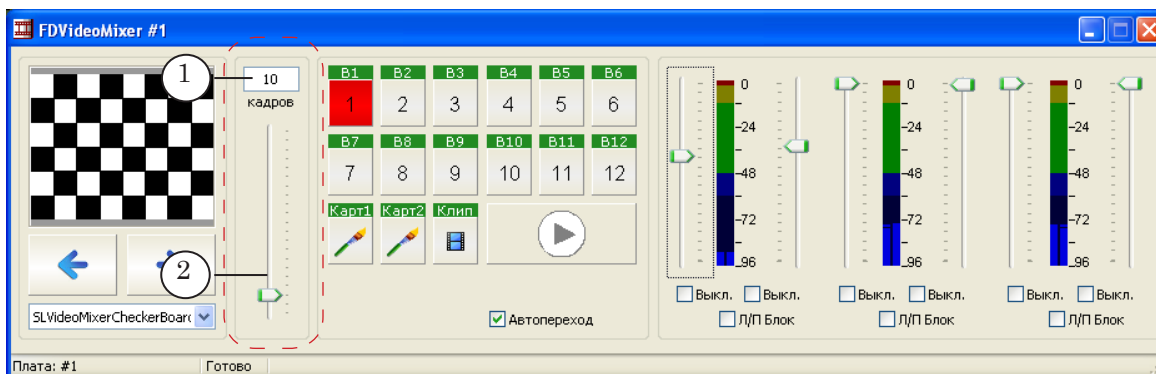 FDVideoMixer #1
1
10
кадров
2
SLVideoMixerCheckerBoar
B1 B2 B3 B4 B5 B6
1 2 3 4 5 6
B7 B8 B9 B10 B11 B12
7 8 9 10 11 12
Карт1 Карт2 Клип
Автопереход
0 0 0
-24 -24 -24
-48 -48 -48
-72 -72 -72
-96 -96 -96
Выкл. Выкл. Выкл. Выкл. Выкл. Выкл.
Л/П Блок Л/П Блок Л/П Блок
Плата: #1 Готово